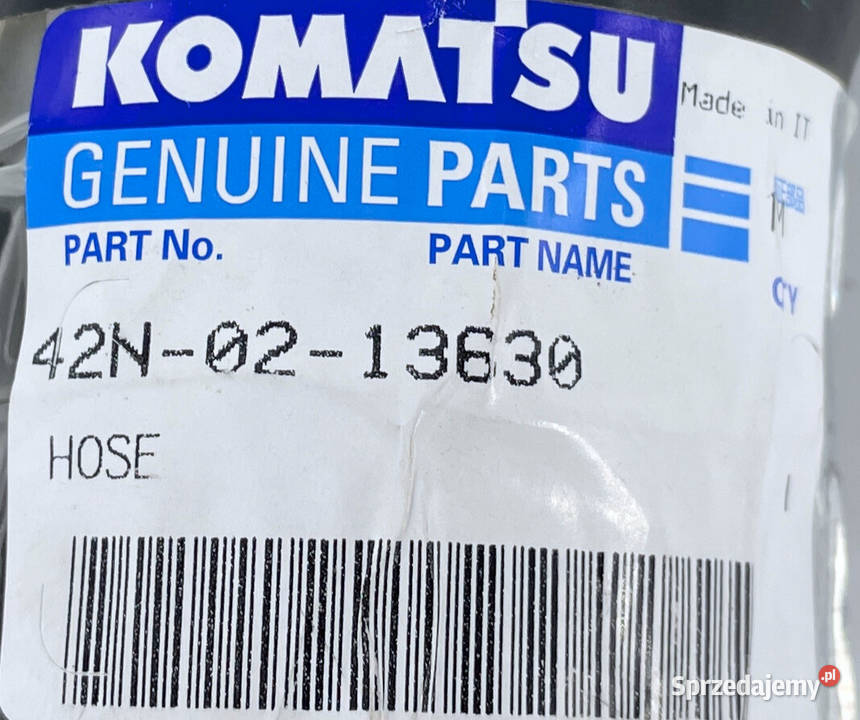 KOMATSU
Made in IT
GENUINE PARTS
PART No. PART NAME
42N-02-13630
HOSE
Sprzedajemy.pl